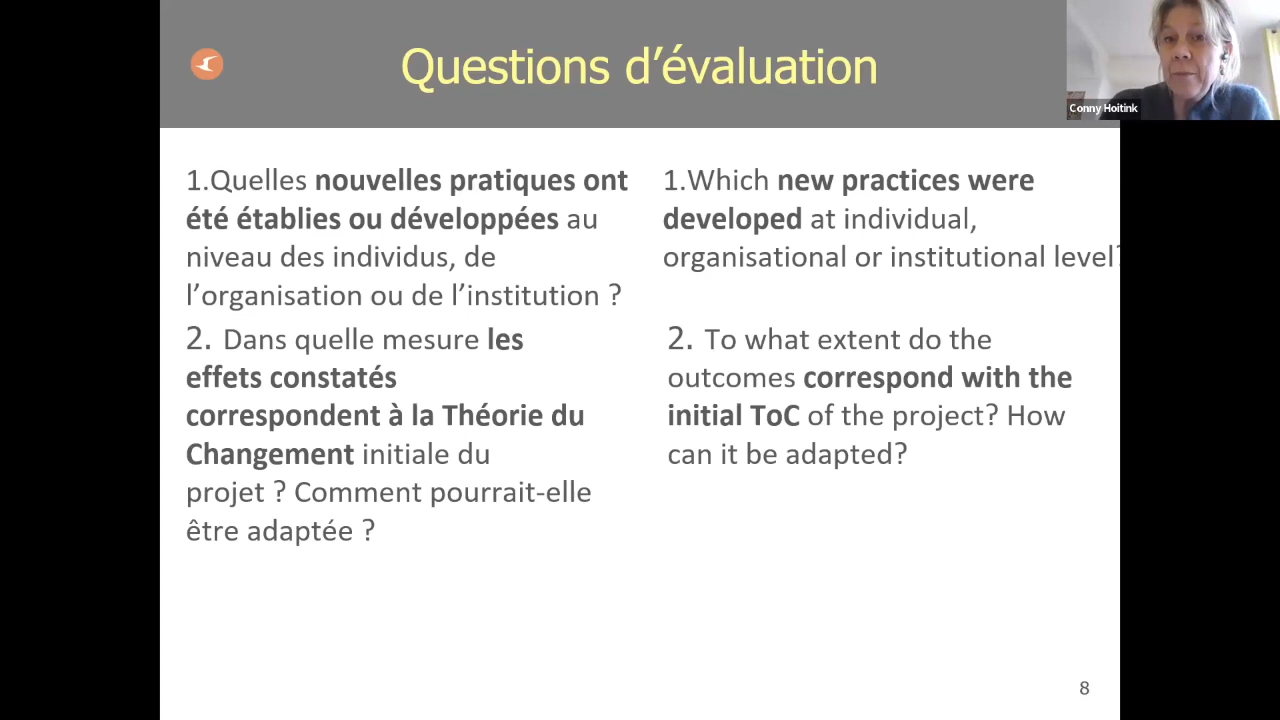 Questions d’évaluation
Conny Hoitink
1.Quelles nouvelles pratiques ont
été établies ou développées au
niveau des individus, de
l’organisation ou de l’institution ?
2. Dans quelle mesure les
effets constatés
correspondent à la Théorie du
Changement initiale du
projet ? Comment pourrait-elle
être adaptée ?
1.Which new practices were
developed at individual,
organisational or institutional level?
2. To what extent do the
outcomes correspond with the
initial ToC of the project? How
can it be adapted?
8